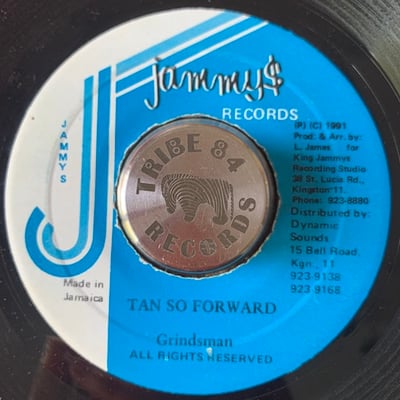 jammy$
RECORDS
JAMMYS
(P) (C) 1991
Prod: & Arr. by:
L. James for
King Jammys
Recording Studio
38 St. Lucia Rd.,
Kingston 11.
Phone: 923-8880
Distributed by:
Dynamic
Sounds
15 Bell Road,
Kgn., 11
923-9138
923-9168
TRIBE 84
RECORDS
Made in
Jamaica
TAN SO FORWARD
Grindsman
ALL RIGHTS RESERVED